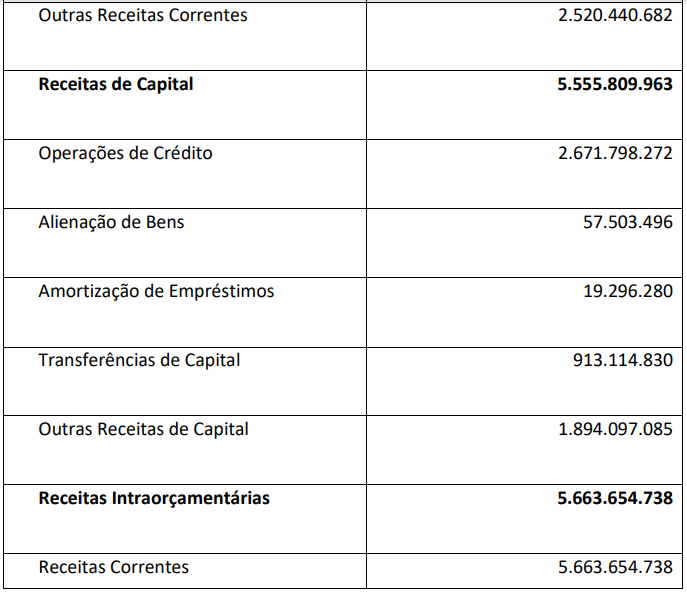 Outras Receitas Correntes 2.520.440.682
Receitas de Capital 5.555.809.963
Operações de Crédito 2.671.798.272
Alienação de Bens 57.503.496
Amortização de Empréstimos 19.296.280
Transferências de Capital 913.114.830
Outras Receitas de Capital 1.894.097.085
Receitas Intraorçamentárias 5.663.654.738
Receitas Correntes 5.663.654.738